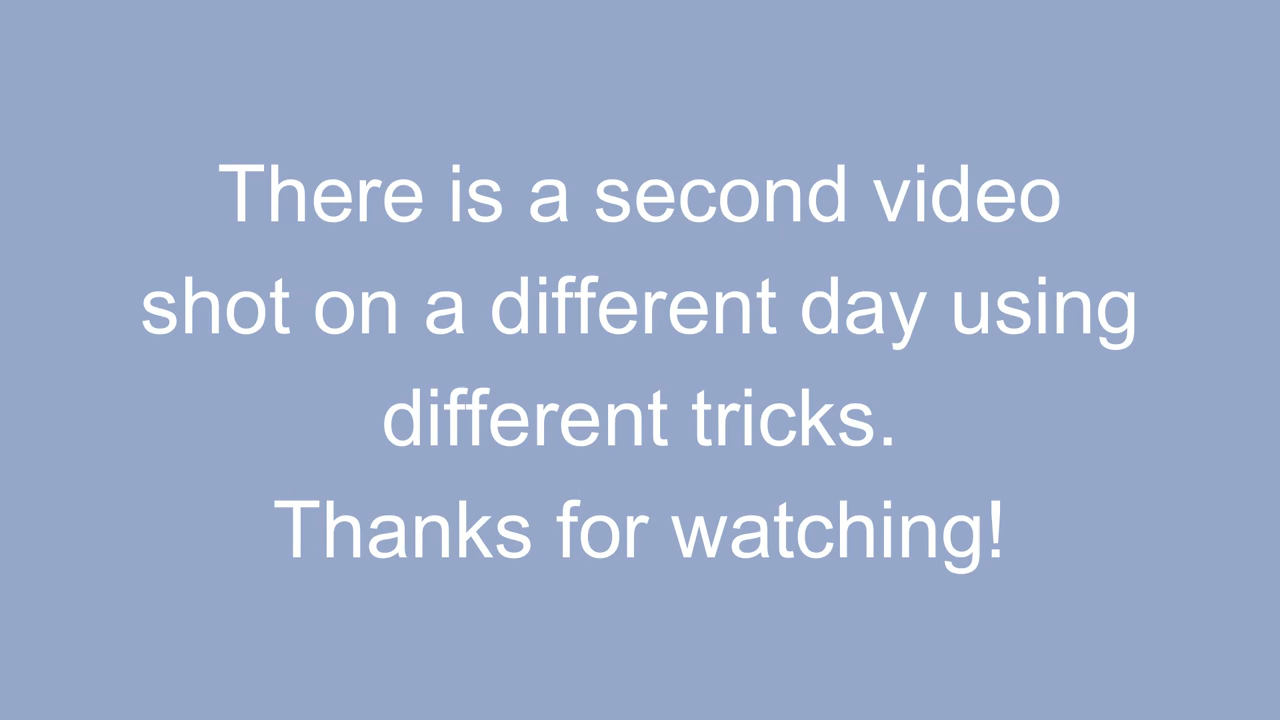 There is a second video
shot on a different day using
different tricks.
Thanks for watching!